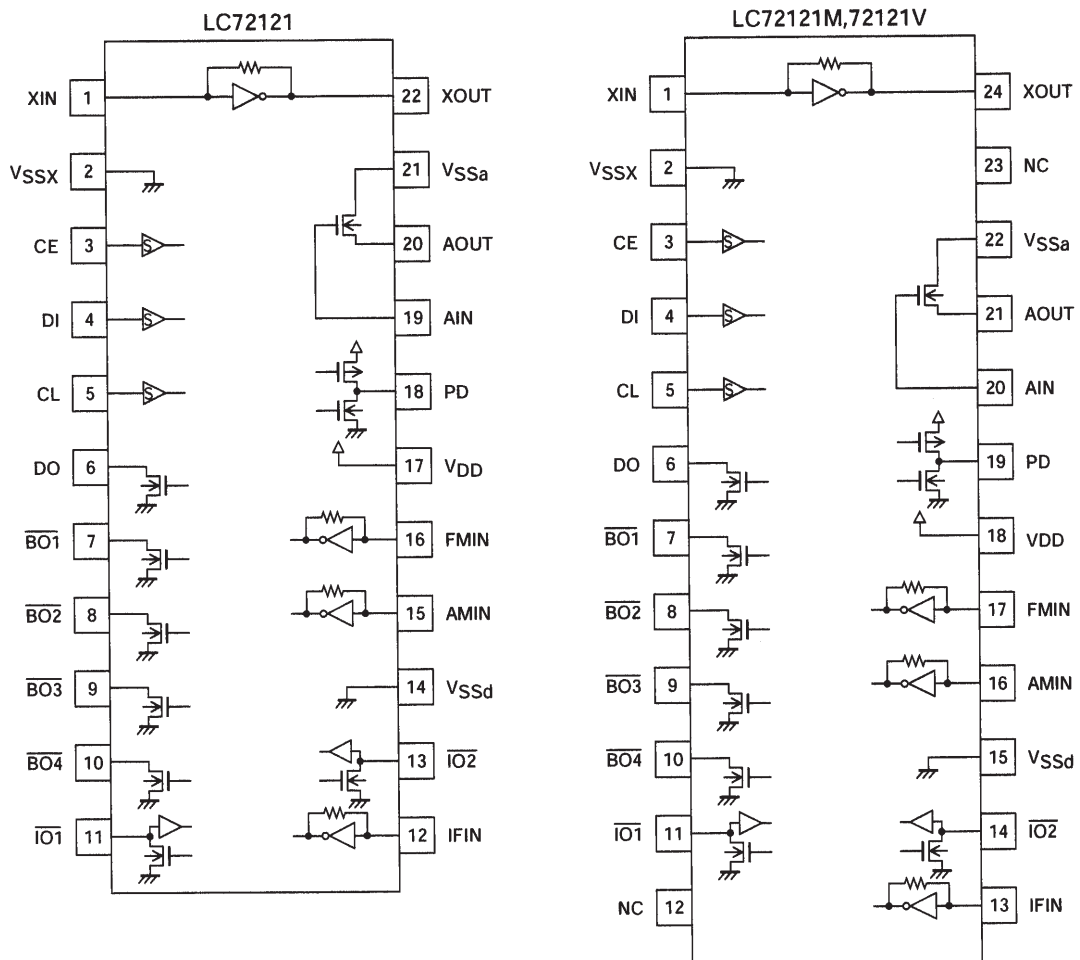 LC72121
XIN 1
22 XOUT
VSSX 2
21 VSSa
CE 3 S
20 AOUT
DI 4 S
19 AIN
CL 5 S
18 PD
DO 6
17 VDD
BO1 7
16 FMIN
BO2 8
15 AMIN
BO3 9
14 VSSd
BO4 10
13 IO2
IO1 11
12 IFIN
LC72121M,72121V
XIN 1
24 XOUT
VSSX 2
23 NC
CE 3 S
22 VSSa
DI 4 S
21 AOUT
CL 5 S
20 AIN
DO 6
19 PD
BO1 7
18 VDD
BO2 8
17 FMIN
BO3 9
16 AMIN
BO4 10
15 VSSd
IO1 11
14 IO2
NC 12
13 IFIN